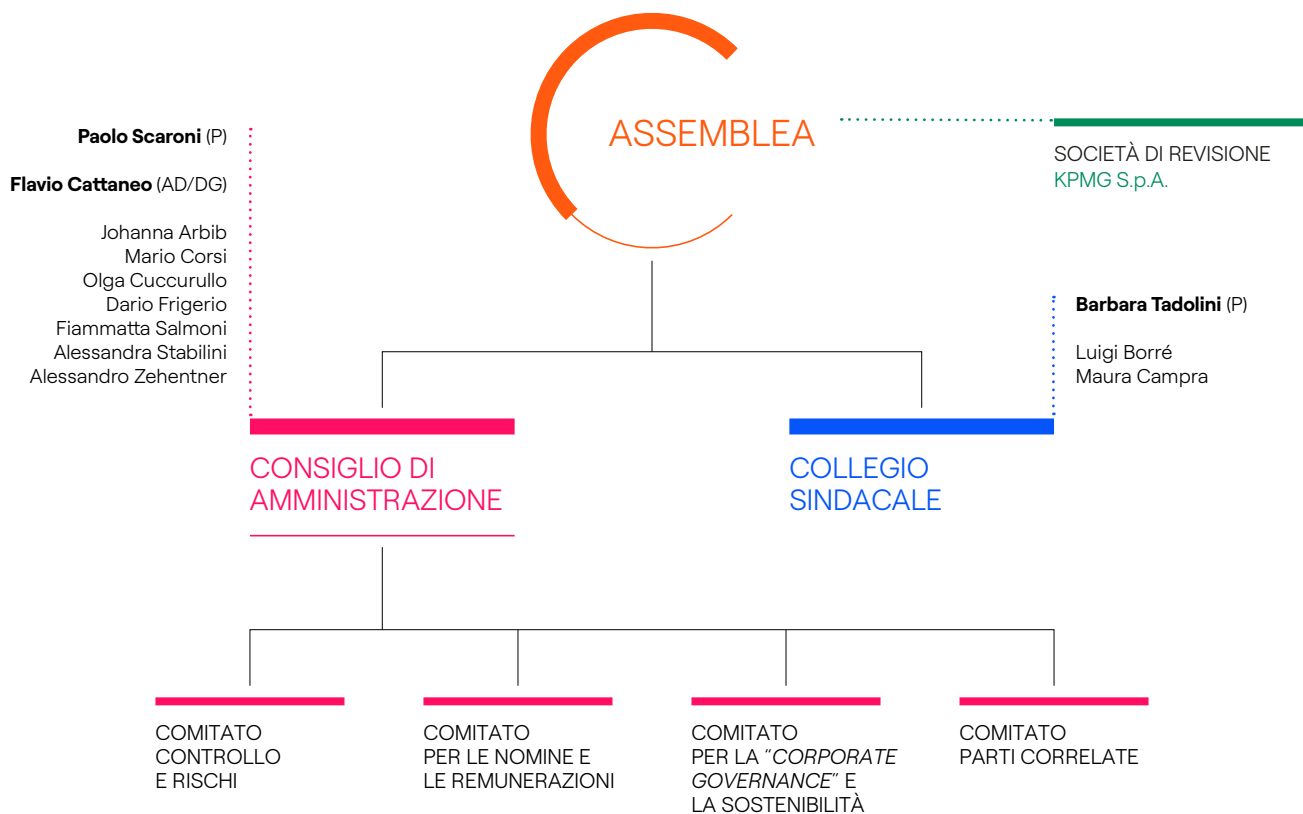 ASSEMBLEA
SOCIETÀ DI REVISIONE
KPMG S.p.A.
Paolo Scaroni (P)
Flavio Cattaneo (AD/DG)
Johanna Arbib
Mario Corsi
Olga Cuccurullo
Dario Frigerio
Fiammatta Salmoni
Alessandra Stabilini
Alessandro Zehentner
Barbara Tadolini (P)
Luigi Borré
Maura Campra
CONSIGLIO DI
AMMINISTRAZIONE
COLLEGIO
SINDACALE
COMITATO
CONTROLLO
E RISCHI
COMITATO
PER LE NOMINE E
LE REMUNERAZIONI
COMITATO
PER LA “CORPORATE
GOVERNANCE” E
LA SOSTENIBILITÀ
COMITATO
PARTI CORRELATE